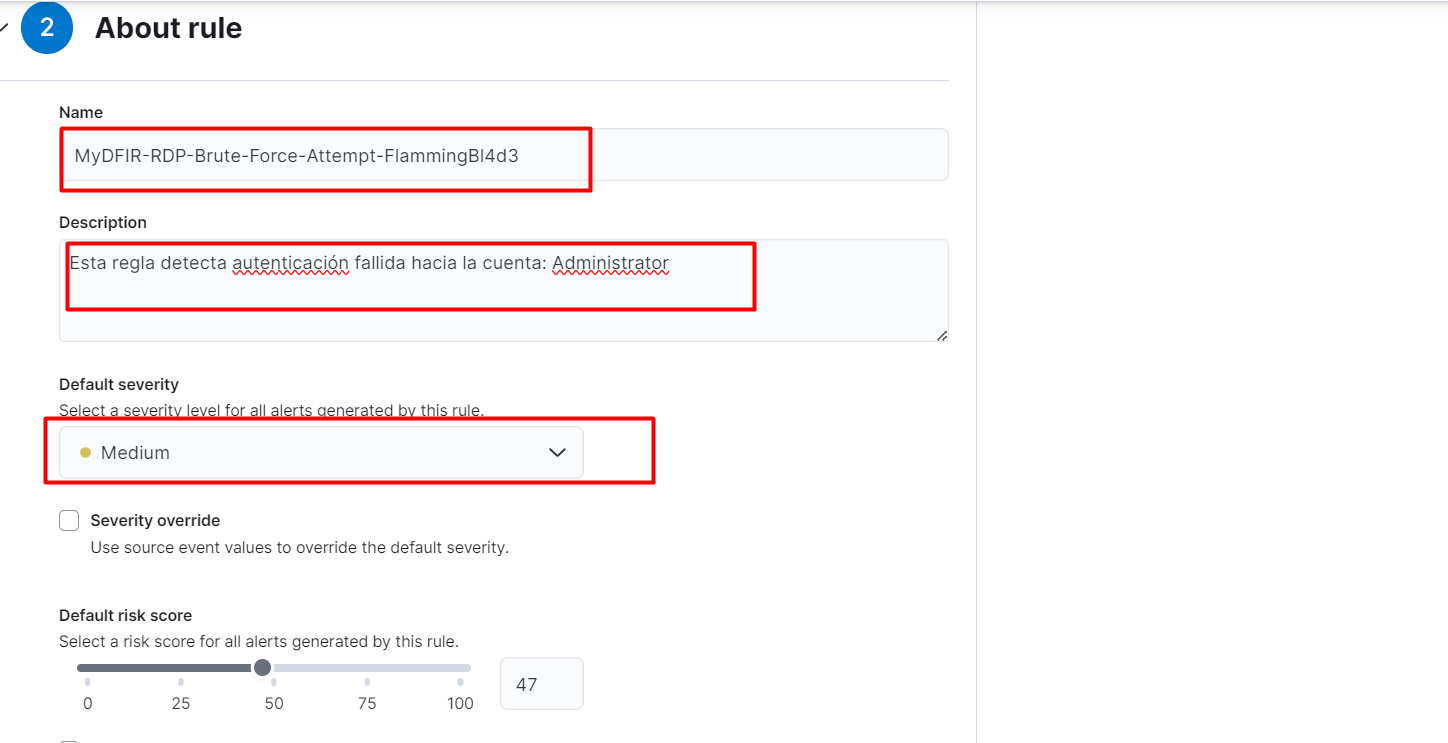 2 About rule
Name
MyDFIR-RDP-Brute-Force-Attempt-FlammingBl4d3
Description
Esta regla detecta autenticación fallida hacia la cuenta: Administrator
Default severity
Select a severity level for all alerts generated by this rule.
Medium
Severity override
Use source event values to override the default severity.
Default risk score
Select a risk score for all alerts generated by this rule.
47
0 25 50 75 100